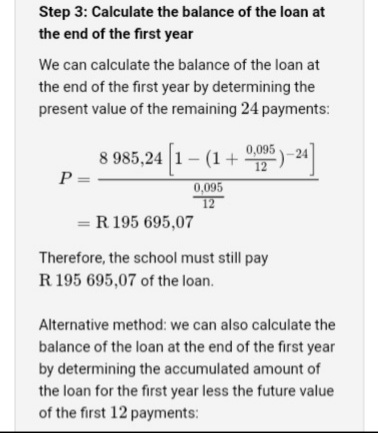 Step 3: Calculate the balance of the loan at
the end of the first year
We can calculate the balance of the loan at
the end of the first year by determining the
present value of the remaining 24 payments:
P = \frac{8 985,24 [1 − (1 + \frac{0,095}{12})^{−24}]}{\frac{0,095}{12}}
= R 195 695,07
Therefore, the school must still pay
R 195 695,07 of the loan.
Alternative method: we can also calculate the
balance of the loan at the end of the first year
by determining the accumulated amount of
the loan for the first year less the future value
of the first 12 payments: